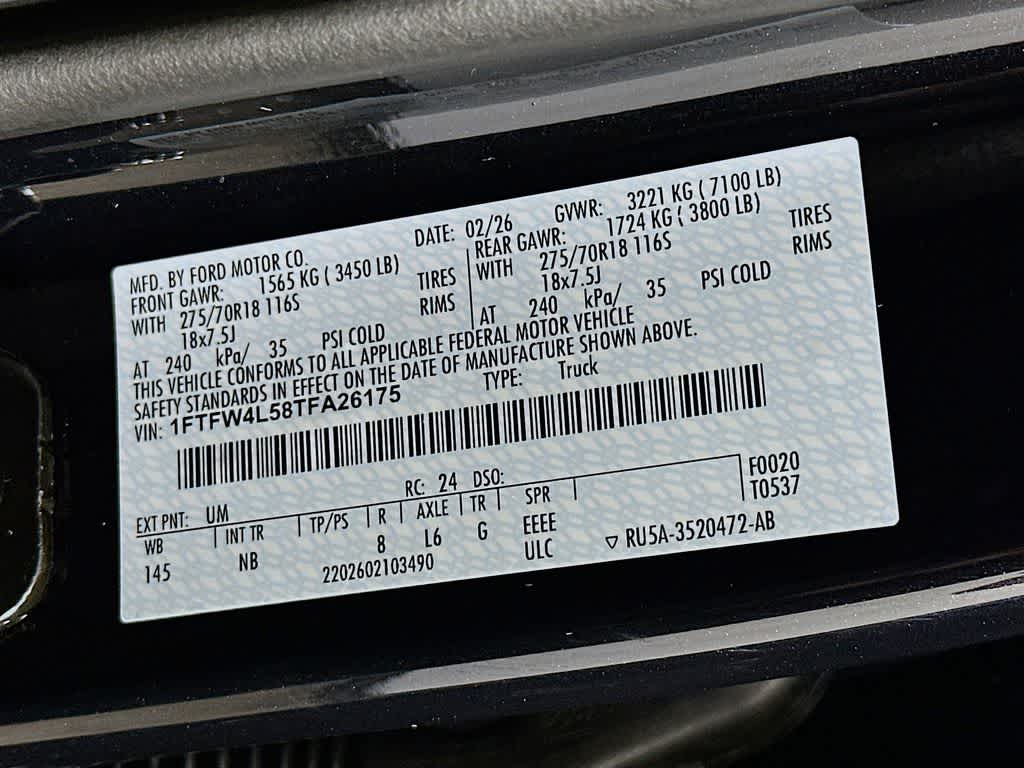 MFD. BY FORD MOTOR CO. DATE: 02/26 GVWR: 3221 KG ( 7100 LB)
FRONT GAWR: 1565 KG ( 3450 LB) REAR GAWR: 1724 KG ( 3800 LB)
WITH 275/70R18 116S TIRES WITH 275/70R18 116S TIRES
18x7.5J RIMS 18x7.5J RIMS
AT 240 kPa/ 35 PSI COLD AT 240 kPa/ 35 PSI COLD
THIS VEHICLE CONFORMS TO ALL APPLICABLE FEDERAL MOTOR VEHICLE
SAFETY STANDARDS IN EFFECT ON THE DATE OF MANUFACTURE SHOWN ABOVE.
VIN: 1FTFW4L58TFA26175 TYPE: Truck
F0020
EXT PNT: UM RC: 24 DSO: T0537
WB INT TR TP/PS R AXLE TR SPR
145 NB 8 L6 G EEEE
2202602103490 ULC ▽ RU5A-3520472-AB